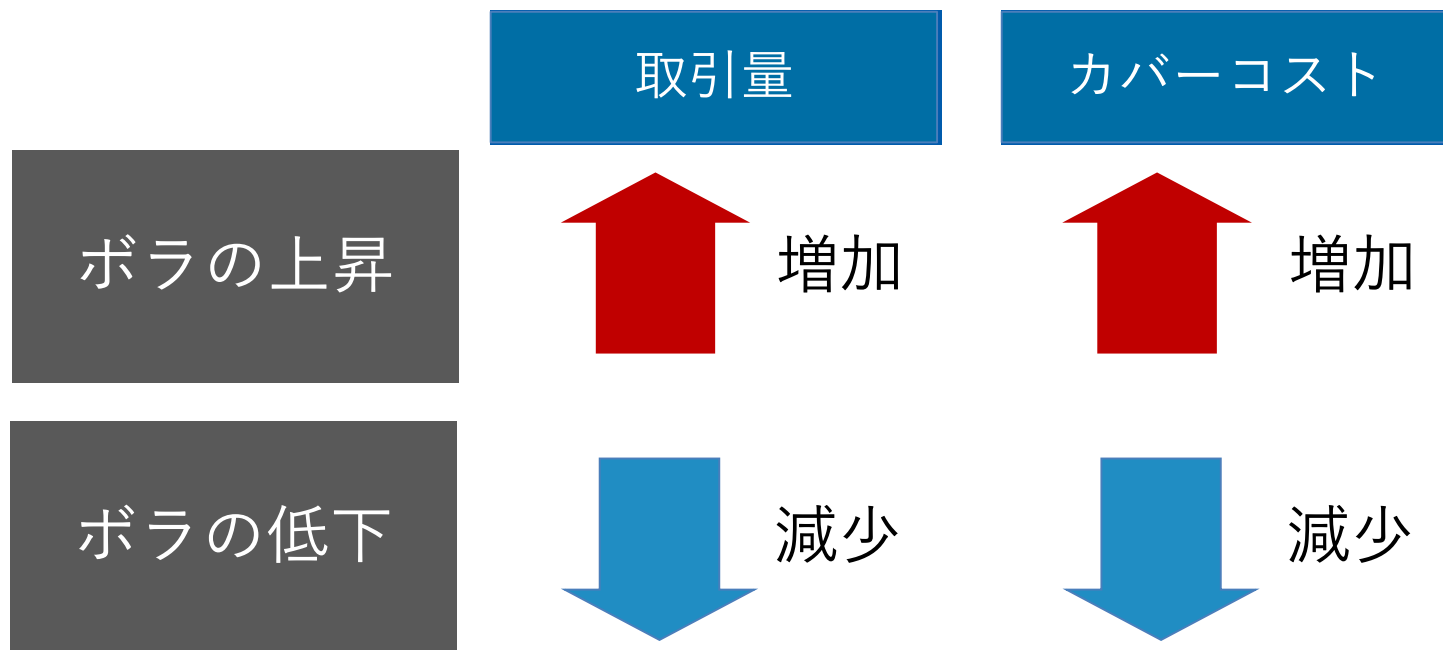 取引量
カバーコスト
ボラの上昇
増加
増加
ボラの低下
減少
減少